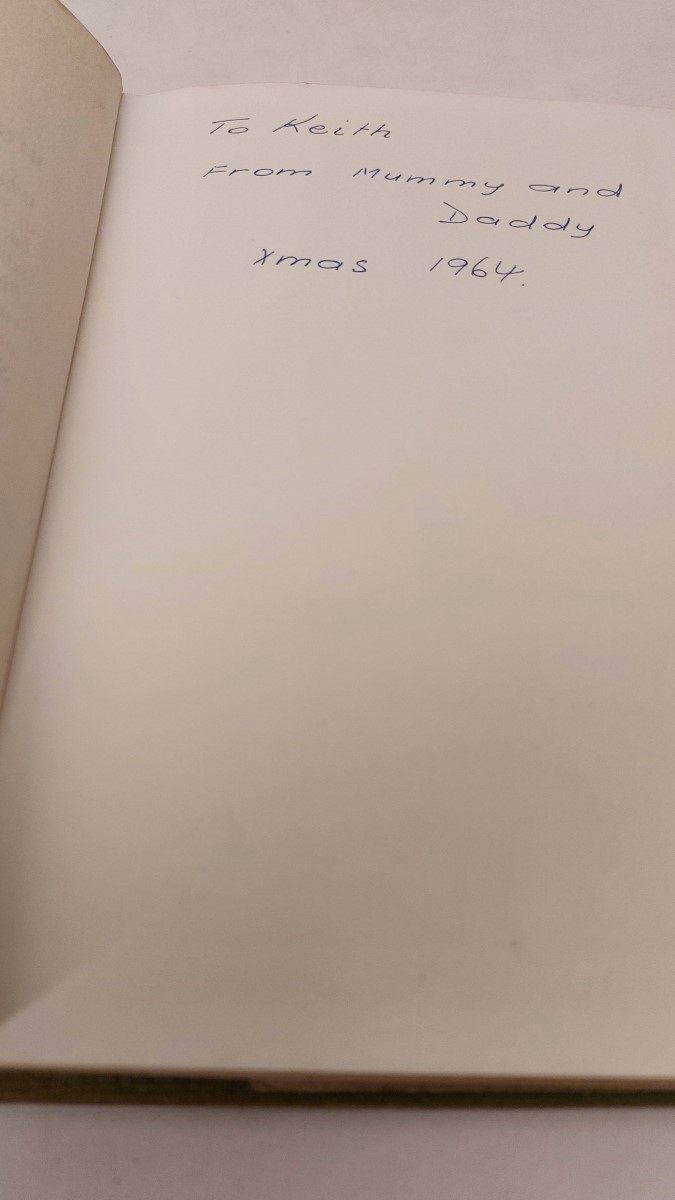 To Keith
From Mummy and
Daddy
Xmas 1964.